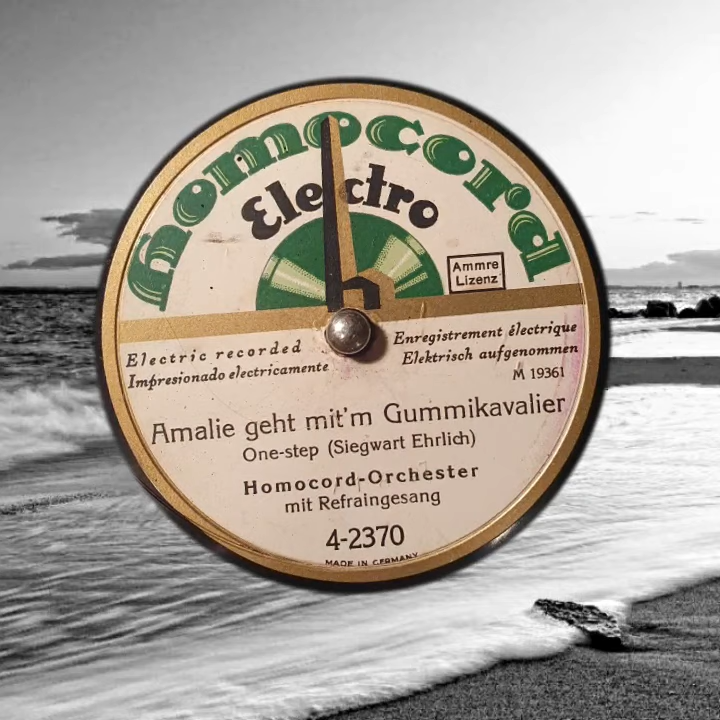 Homocord
Electro
Ammre
Lizenz
Electric recorded
Impresionado electricamente
Enregistrement électrique
Elektrisch aufgenommen
M 19361
Amalie geht mit'm Gummikavalier
One-step (Siegwart Ehrlich)
Homocord-Orchester
mit Refraingesang
4-2370
MADE IN GERMANY